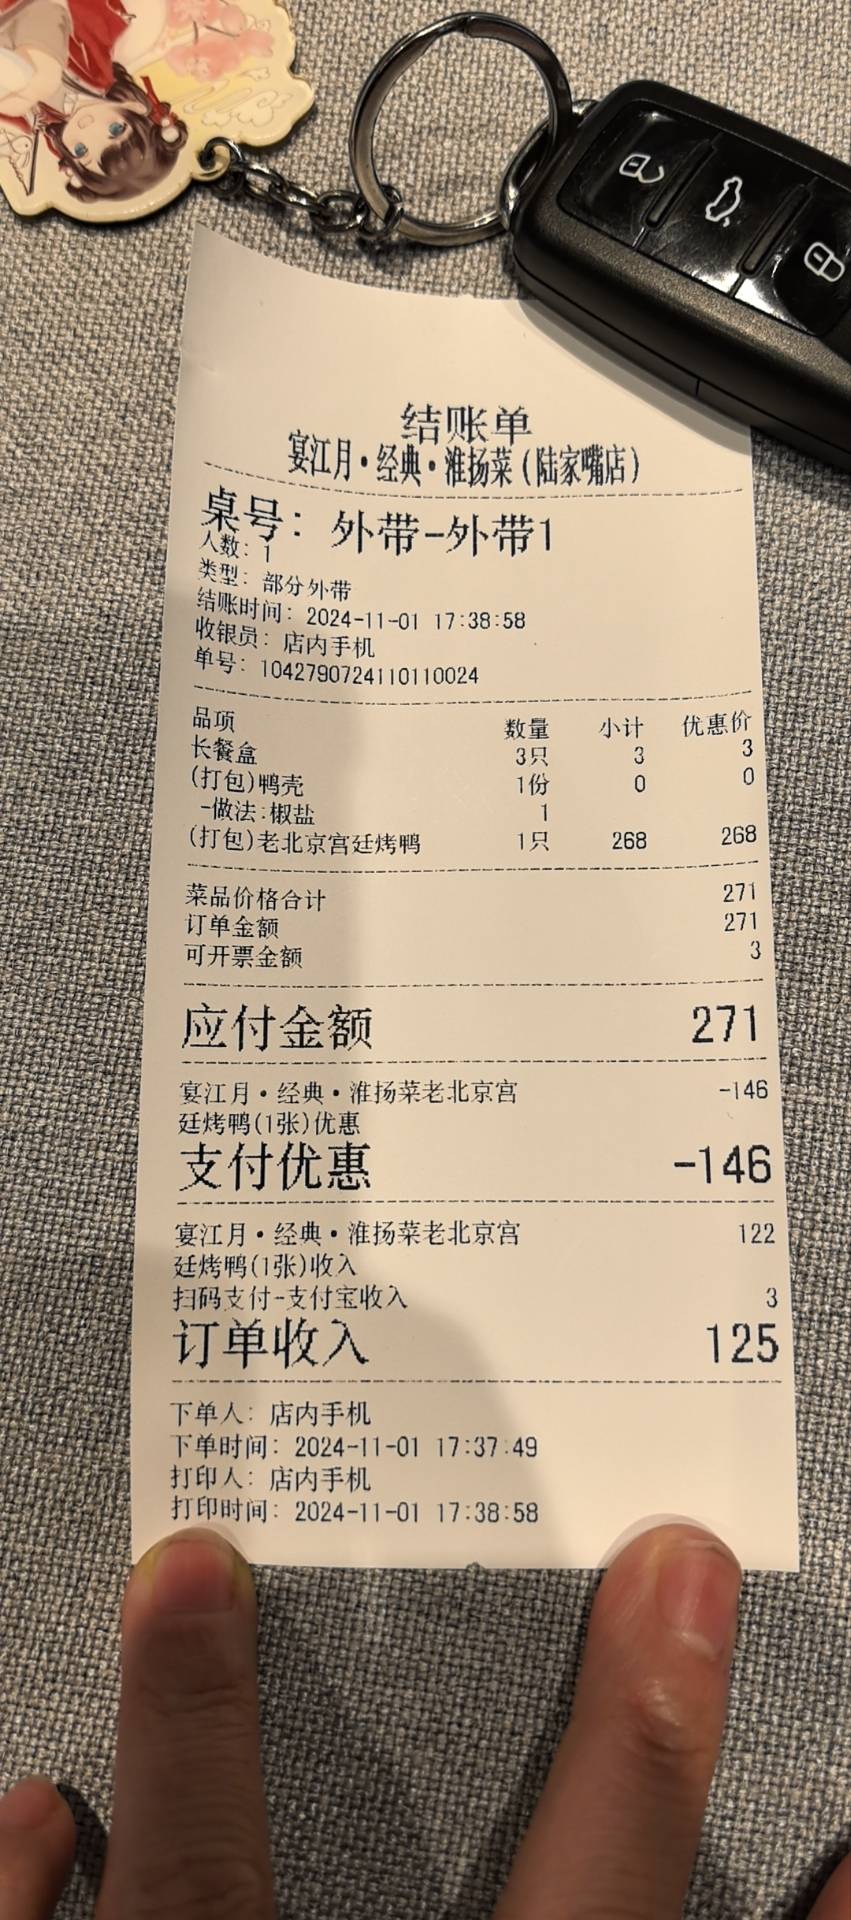 结账单
宴江月·经典·淮扬菜(陆家嘴店)
桌号: 外带-外带1
人数: 1
类型: 部分外带
结账时间: 2024-11-01 17:38:58
收银员: 店内手机
单号: 1042790724110110024
品项 数量 小计 优惠价
长餐盒 3只 3 3
(打包)鸭壳 1份 0 0
-做法:椒盐 1
(打包)老北京宫廷烤鸭 1只 268 268
菜品价格合计 271
订单金额 271
可开票金额 3
应付金额 271
宴江月·经典·淮扬菜老北京宫 -146
廷烤鸭(1张)优惠
支付优惠 -146
宴江月·经典·淮扬菜老北京宫 122
廷烤鸭(1张)收入
扫码支付-支付宝收入 3
订单收入 125
下单人: 店内手机
下单时间: 2024-11-01 17:37:49
打印人: 店内手机
打印时间: 2024-11-01 17:38:58